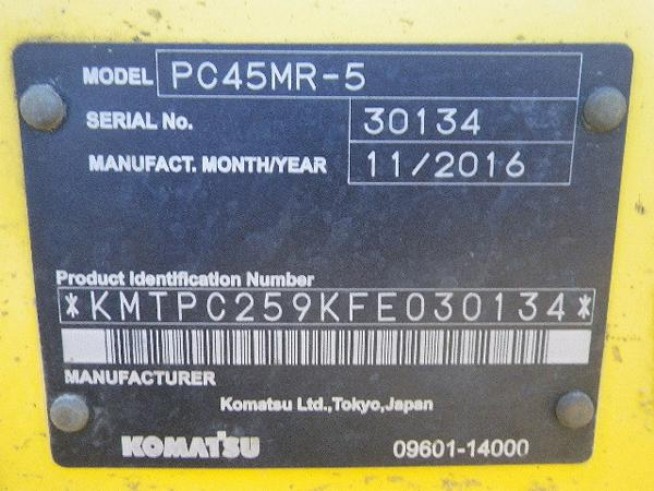 MODEL PC45MR-5
SERIAL No. 30134
MANUFACT. MONTH/YEAR 11/2016
Product Identification Number
*KMTPC259KFE030134*
MANUFACTURER
Komatsu Ltd.,Tokyo,Japan
KOMATSU 09601-14000